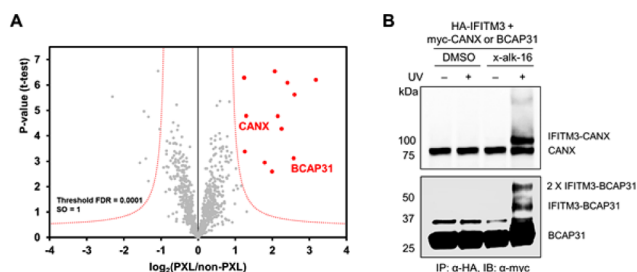 A
P-value (t-test)
7
6
5
4
3
2
1
0
CANX
BCAP31
Threshold FDR = 0.0001
SO = 1
-4 -3 -2 -1 0 1 2 3 4
log2(PXL/non-PXL)
B
HA-IFITM3 +
myc-CANX or BCAP31
DMSO x-alk-16
UV – + – +
kDa
100
75
IFITM3-CANX
CANX
50
37
25
2 X IFITM3-BCAP31
IFITM3-BCAP31
BCAP31
IP: α-HA, IB: α-myc